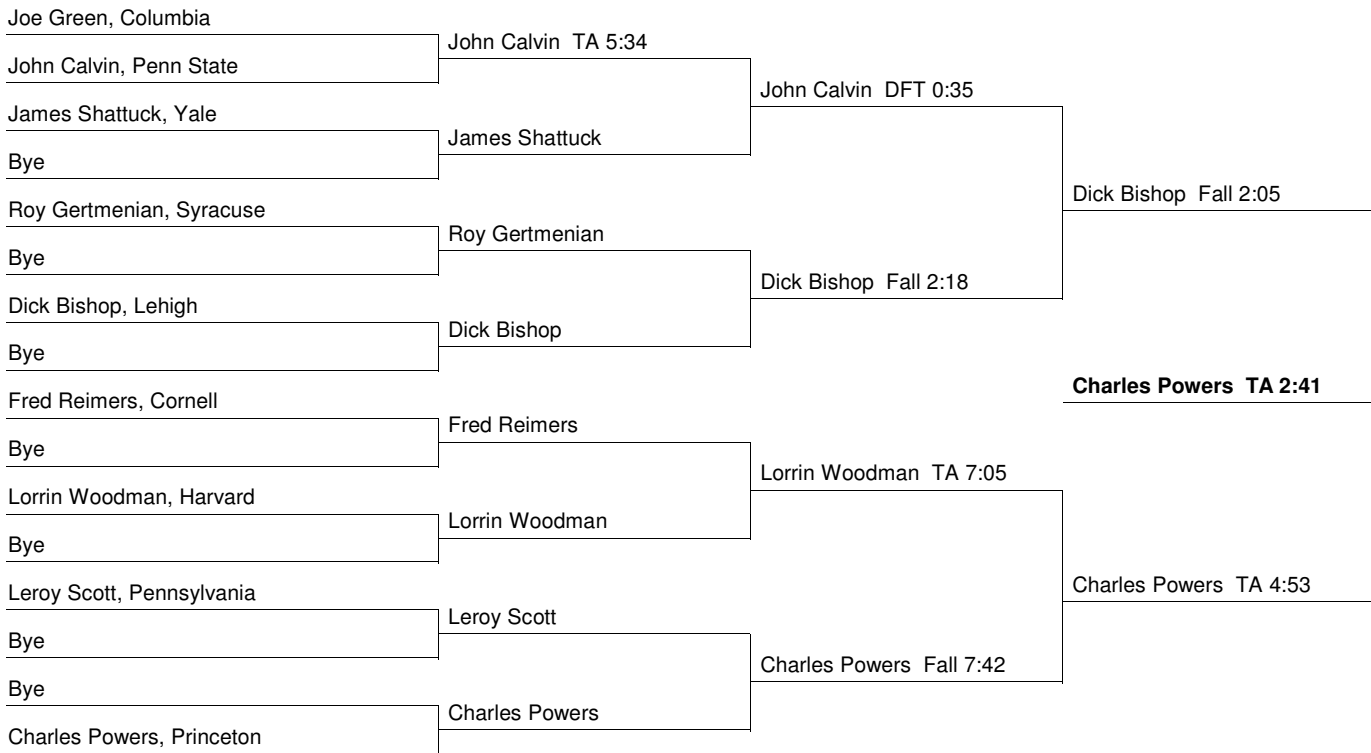 Joe Green, Columbia
John Calvin, Penn State
James Shattuck, Yale
Bye
Roy Gertmenian, Syracuse
Bye
Dick Bishop, Lehigh
Bye
Fred Reimers, Cornell
Bye
Lorrin Woodman, Harvard
Bye
Leroy Scott, Pennsylvania
Bye
Bye
Charles Powers, Princeton
John Calvin TA 5:34
James Shattuck
Roy Gertmenian
Dick Bishop
Fred Reimers
Lorrin Woodman
Leroy Scott
Charles Powers
John Calvin DFT 0:35
Dick Bishop Fall 2:18
Lorrin Woodman TA 7:05
Charles Powers Fall 7:42
Dick Bishop Fall 2:05
Charles Powers TA 2:41
Charles Powers TA 4:53